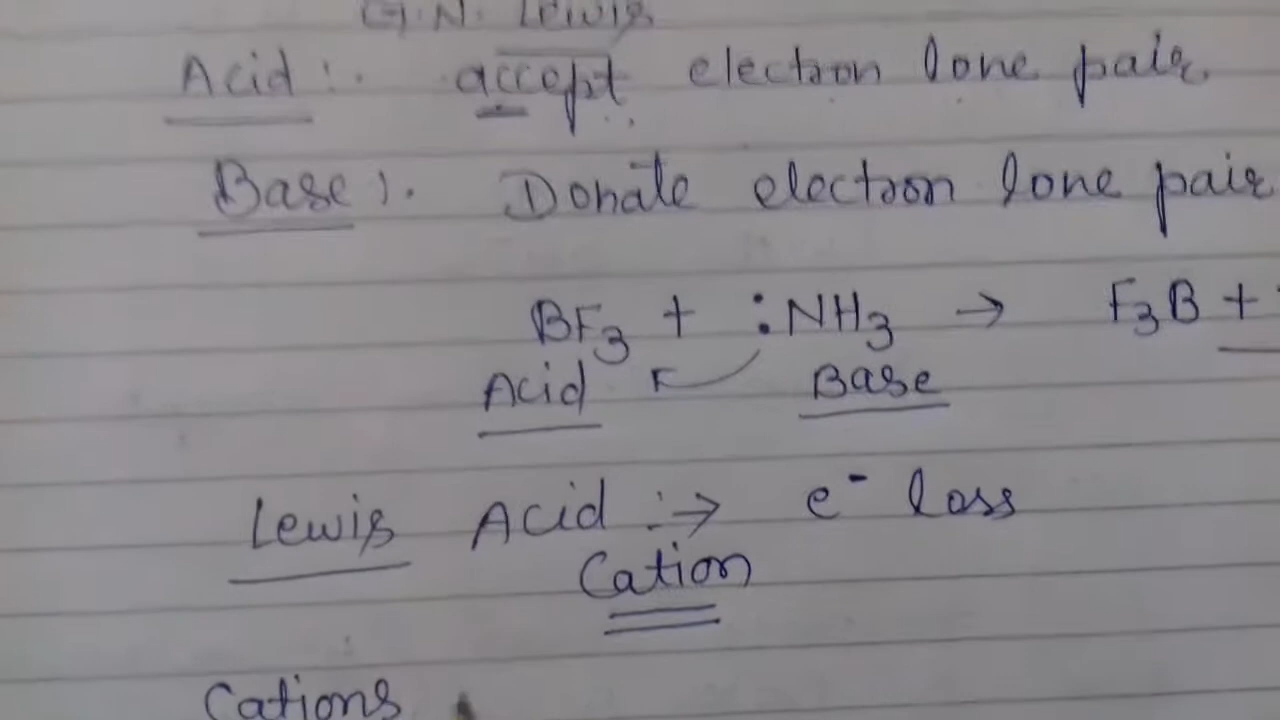 G.N. Lewis
Acid :. accept electron lone pair.
Base :. Donate electron lone pair
BF₃ + :NH₃ → F₃B +
Acid Base
Lewis Acid :→ e⁻ loss
Cation
Cations